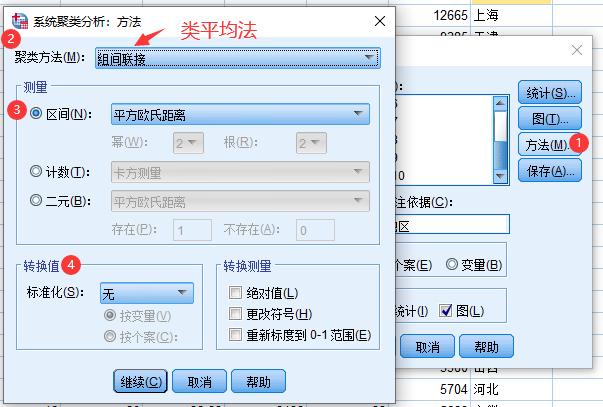 系统聚类分析：方法
类平均法
2
聚类方法(M)：
组间联接
测量
3
区间(N)：
平方欧氏距离
幂(W)：
2
根(R)：
2
计数(T)：
卡方测量
二元(B)：
平方欧氏距离
存在(P)：
1
不存在(A)：
0
转换值
4
标准化(S)：
无
按变量(V)
按个案(C)：
转换测量
绝对值(L)
更改符号(H)
重新标度到 0-1 范围(E)
继续(C)
取消
帮助
12665 上海
):
7
8
9
10
统计(S)...
图(T)...
方法(M)...
1
保存(A)...
注依据(C)：
区
个案(E)
变量(B)
统计(I)
图(L)
取消
帮助
5704 河北